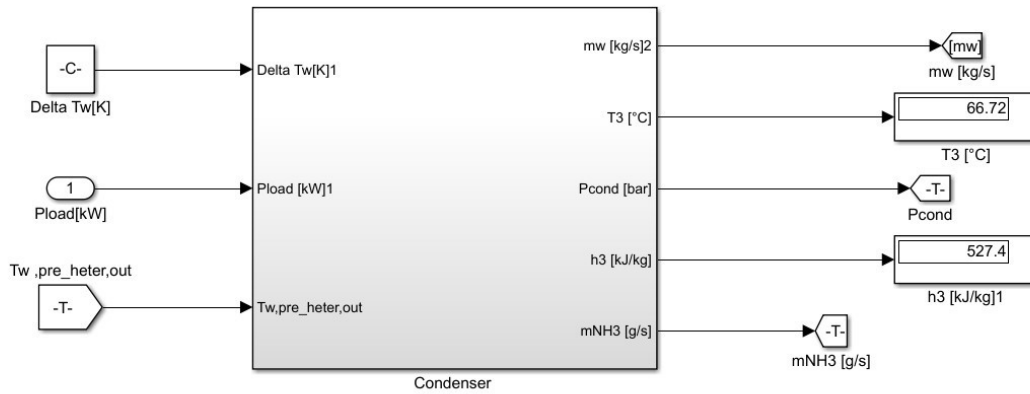 mw [kg/s]2
[mw]
-C-
Delta Tw[K]1
mw [kg/s]
Delta Tw[K]
T3 [°C]
66.72
T3 [°C]
1
Pload [kW]1
Pcond [bar]
-T-
Pload[kW]
Pcond
Tw ,pre_heter,out
h3 [kJ/kg]
527.4
-T-
Tw,pre_heter,out
h3 [kJ/kg]1
mNH3 [g/s]
-T-
mNH3 [g/s]
Condenser